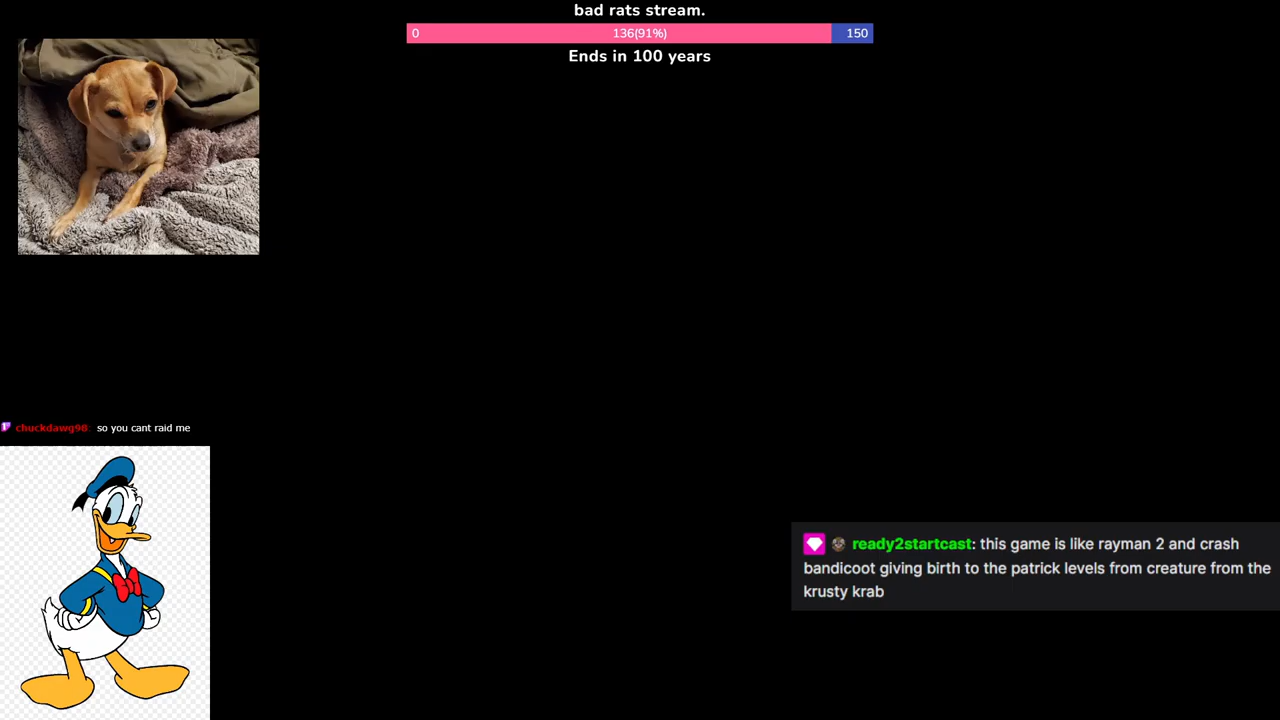 bad rats stream.
0 136(91%) 150
Ends in 100 years
chuckdawg98: so you cant raid me
ready2startcast: this game is like rayman 2 and crash
bandicoot giving birth to the patrick levels from creature from the
krusty krab